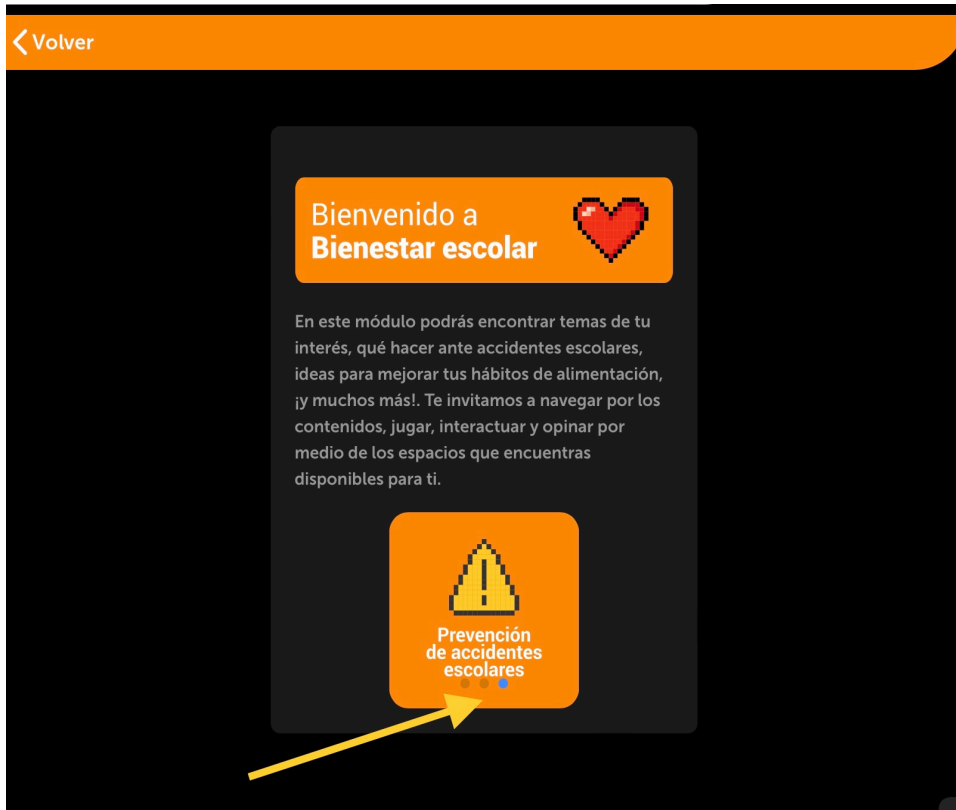 Volver
Bienvenido a
Bienestar escolar
En este módulo podrás encontrar temas de tu
interés, qué hacer ante accidentes escolares,
ideas para mejorar tus hábitos de alimentación,
¡y muchos más!. Te invitamos a navegar por los
contenidos, jugar, interactuar y opinar por
medio de los espacios que encuentras
disponibles para ti.
Prevención
de accidentes
escolares